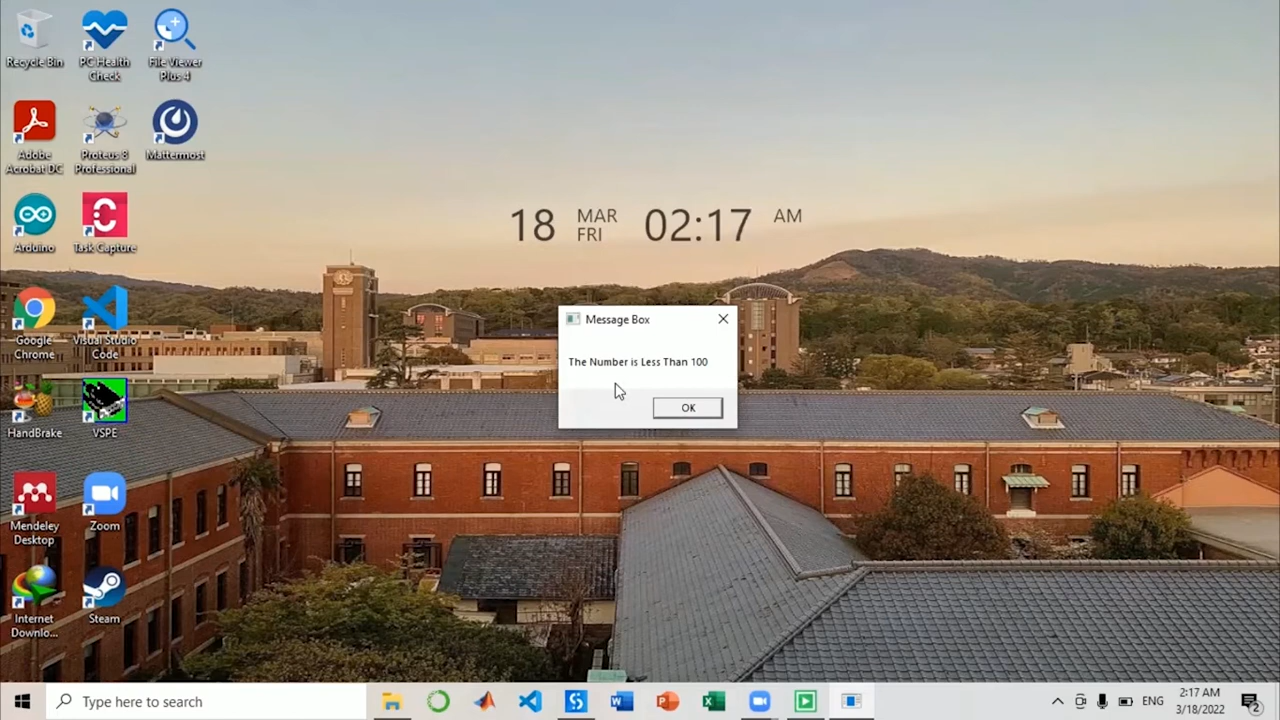 Recycle Bin
PC Health
Check
File Viewer
Plus 4
Adobe
Acrobat DC
Proteus 8
Professional
Mattermost
Arduino
Task Capture
Google
Chrome
Visual Studio
Code
HandBrake
VSPE
Mendeley
Desktop
Zoom
Internet
Downlo...
Steam
18 MAR FRI 02:17 AM
Message Box
The Number is Less Than 100
OK
Type here to search
ENG
2:17 AM
3/18/2022
2